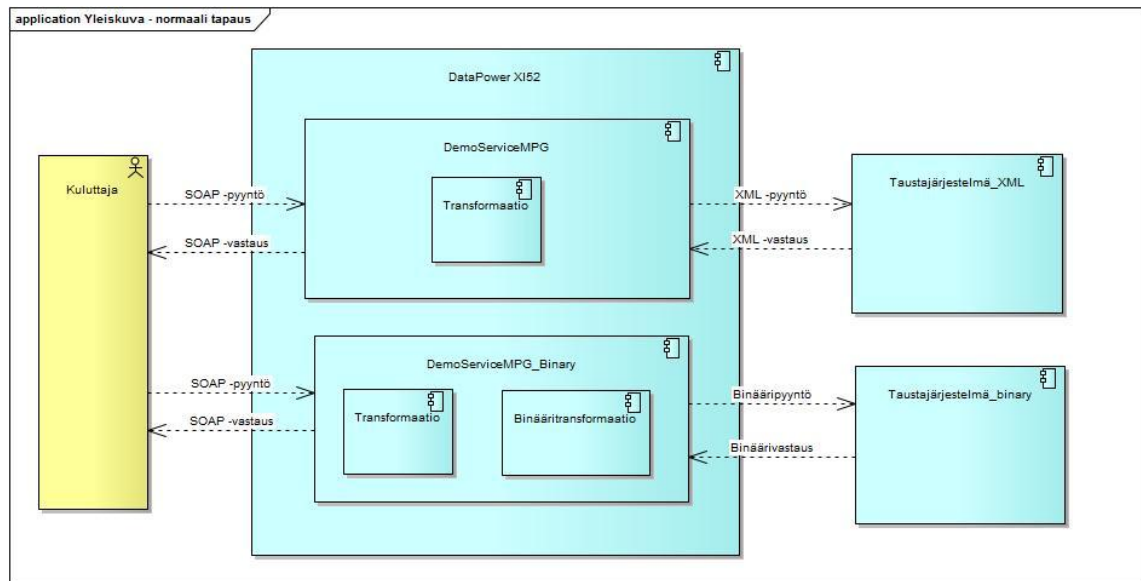 application Yleiskuva - normaali tapaus
DataPower XI52
DemoServiceMPG
Kuluttaja
SOAP -pyyntö
Transformaatio
XML -pyyntö
Taustajärjestelmä_XML
SOAP -vastaus
XML -vastaus
DemoServiceMPG_Binary
SOAP -pyyntö
Transformaatio
Binääritransformaatio
Binääripyyntö
Taustajärjestelmä_binary
SOAP -vastaus
Binäärivastaus